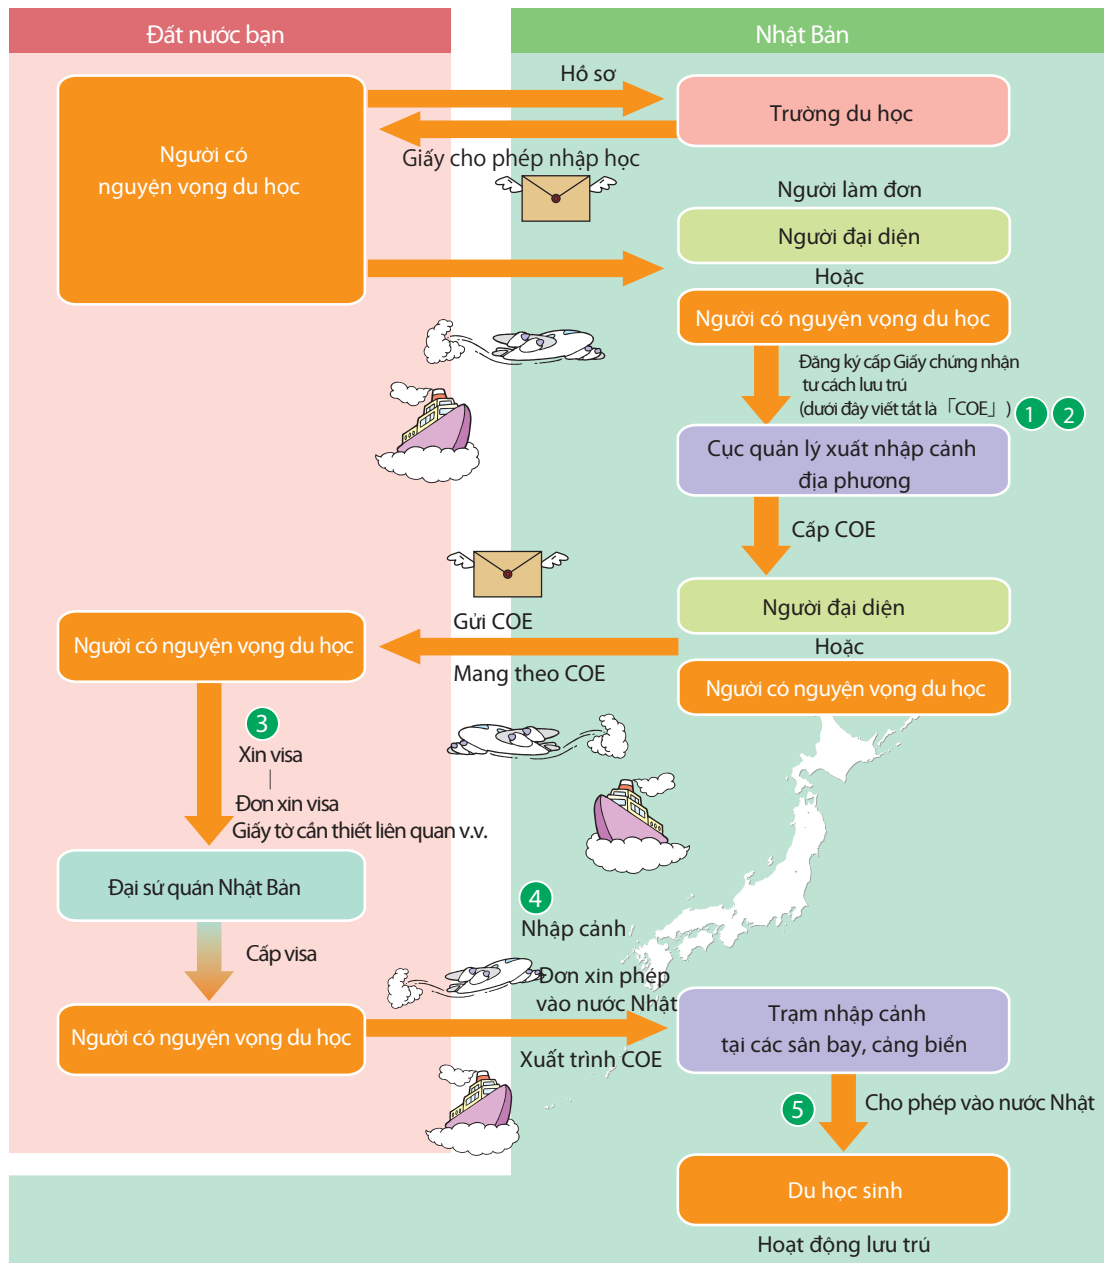 Đất nước bạn
Nhật Bản
Hồ sơ
Trường du học
Người có
nguyện vọng du học
Giấy cho phép nhập học
Người làm đơn
Người đại diện
Hoặc
Người có nguyện vọng du học
Đăng ký cấp Giấy chứng nhận
tư cách lưu trú
(dưới đây viết tắt là「COE」)
1 2
Cục quản lý xuất nhập cảnh
địa phương
Cấp COE
Người đại diện
Gửi COE
Hoặc
Người có nguyện vọng du học
Mang theo COE
Người có nguyện vọng du học
3
Xin visa
Đơn xin visa
Giấy tờ cần thiết liên quan v.v.
Đại sứ quán Nhật Bản
Cấp visa
Người có nguyện vọng du học
4
Nhập cảnh
Đơn xin phép
vào nước Nhật
Xuất trình COE
Trạm nhập cảnh
tại các sân bay, cảng biển
5
Cho phép vào nước Nhật
Du học sinh
Hoạt động lưu trú